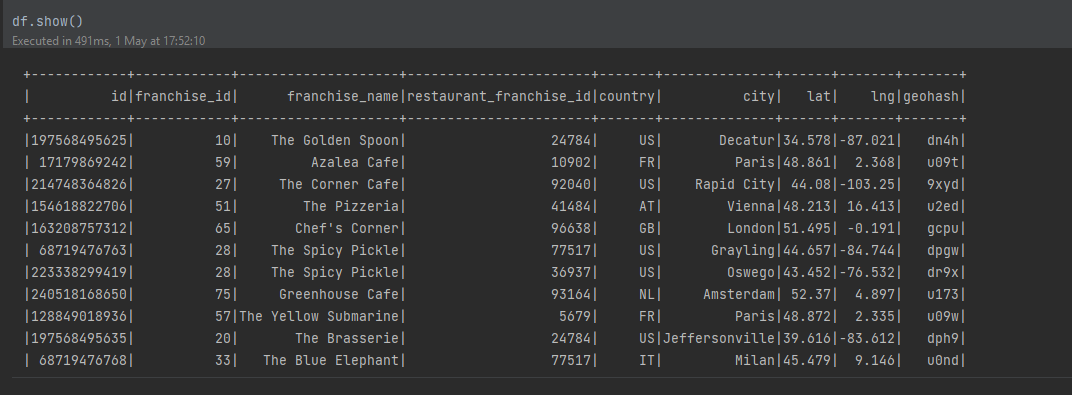 df.show()
Executed in 491ms, 1 May at 17:52:10
+------------+------------+--------------------+-----------------------+-------+--------------+------+-------+-------+
|          id|franchise_id|      franchise_name|restaurant_franchise_id|country|          city|   lat|    lng|geohash|
+------------+------------+--------------------+-----------------------+-------+--------------+------+-------+-------+
|197568495625|          10|    The Golden Spoon|                  24784|     US|       Decatur|34.578|-87.021|   dn4h|
| 17179869242|          59|         Azalea Cafe|                  10902|     FR|         Paris|48.861|  2.368|   u09t|
|214748364826|          27|     The Corner Cafe|                  92040|     US|    Rapid City| 44.08|-103.25|   9xyd|
|154618822706|          51|        The Pizzeria|                  41484|     AT|        Vienna|48.213| 16.413|   u2ed|
|163208757312|          65|       Chef's Corner|                  96638|     GB|        London|51.495| -0.191|   gcpu|
| 68719476763|          28|    The Spicy Pickle|                  77517|     US|      Grayling|44.657|-84.744|   dpgw|
|223338299419|          28|    The Spicy Pickle|                  36937|     US|        Oswego|43.452|-76.532|   dr9x|
|240518168650|          75|     Greenhouse Cafe|                  93164|     NL|     Amsterdam| 52.37|  4.897|   u173|
|128849018936|          57|The Yellow Submarine|                   5679|     FR|         Paris|48.872|  2.335|   u09w|
|197568495635|          20|       The Brasserie|                  24784|     US|Jeffersonville|39.616|-83.612|   dph9|
| 68719476768|          33|   The Blue Elephant|                  77517|     IT|         Milan|45.479|  9.146|   u0nd|